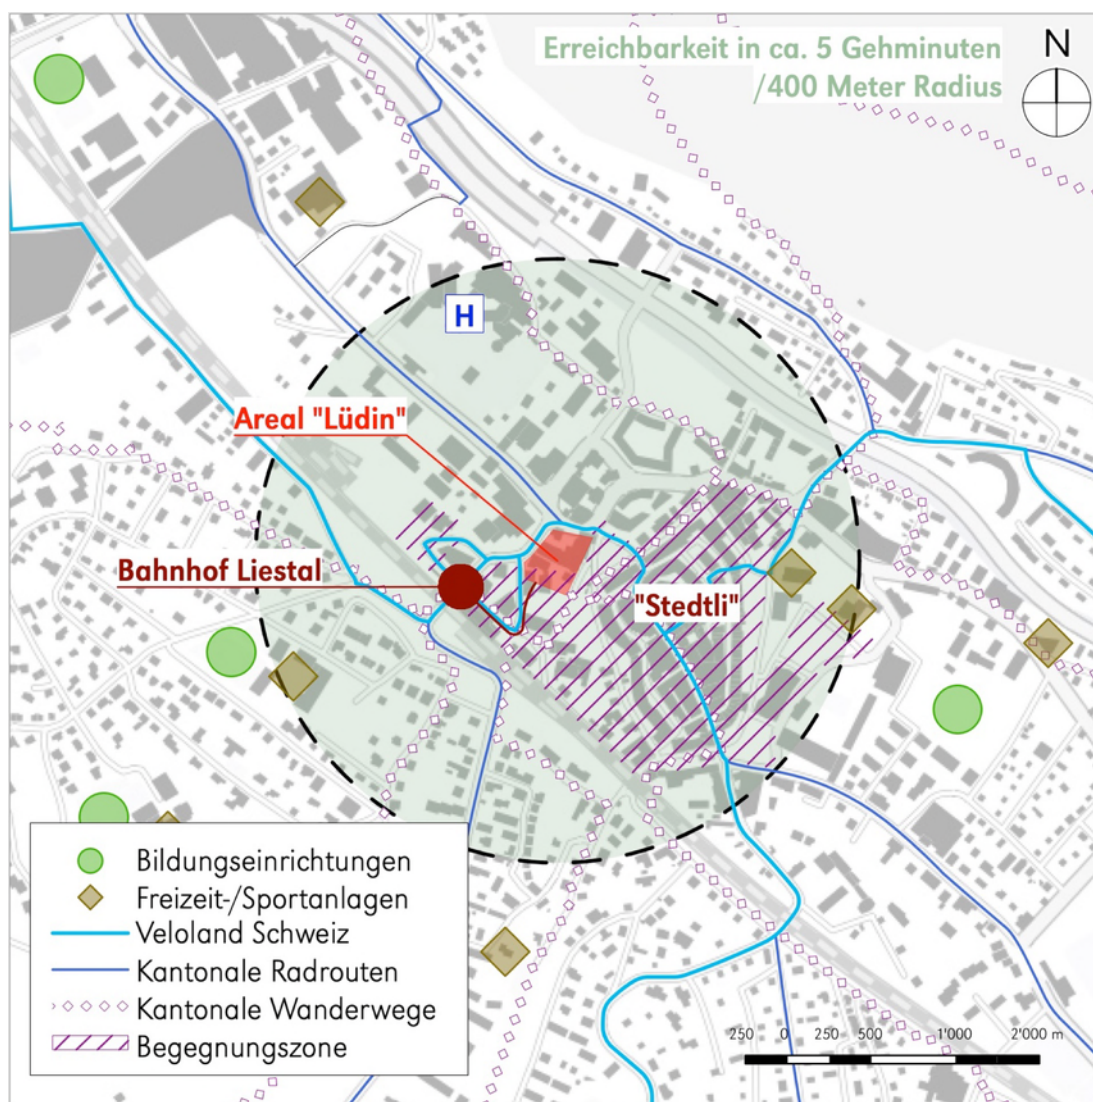 Erreichbarkeit in ca. 5 Gehminuten
/400 Meter Radius
N
H
Areal "Lüdin"
Bahnhof Liestal
"Stedtli"
Bildungseinrichtungen
Freizeit-/Sportanlagen
Veloland Schweiz
Kantonale Radrouten
Kantonale Wanderwege
Begegnungszone
250 0 250 500 1'000 2'000 m